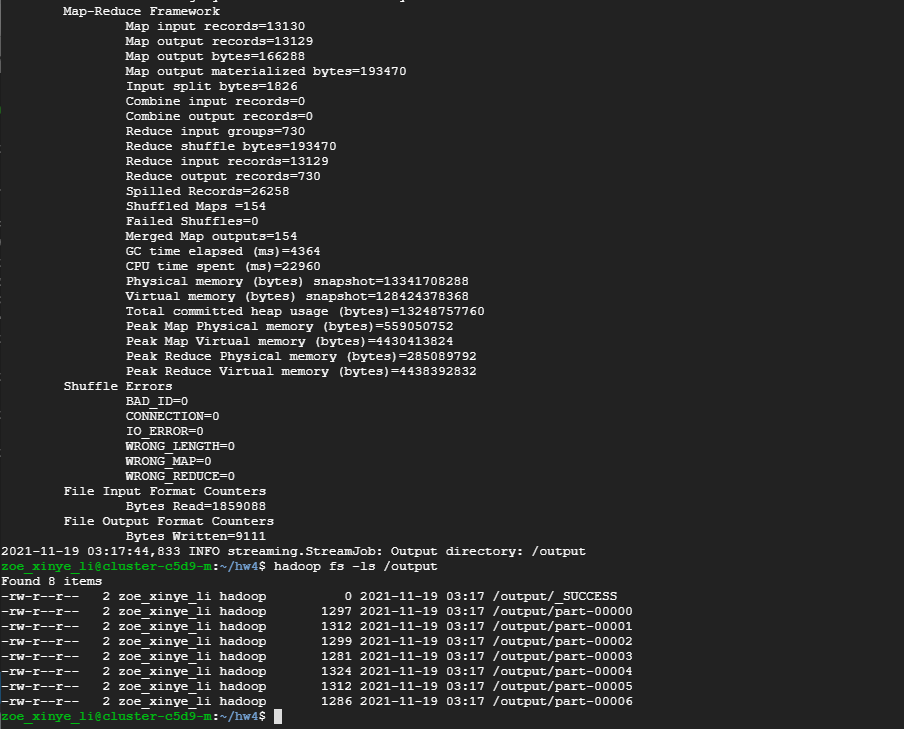 Map-Reduce Framework
Map input records=13130
Map output records=13129
Map output bytes=166288
Map output materialized bytes=193470
Input split bytes=1826
Combine input records=0
Combine output records=0
Reduce input groups=730
Reduce shuffle bytes=193470
Reduce input records=13129
Reduce output records=730
Spilled Records=26258
Shuffled Maps =154
Failed Shuffles=0
Merged Map outputs=154
GC time elapsed (ms)=4364
CPU time spent (ms)=22960
Physical memory (bytes) snapshot=13341708288
Virtual memory (bytes) snapshot=128424378368
Total committed heap usage (bytes)=13248757760
Peak Map Physical memory (bytes)=559050752
Peak Map Virtual memory (bytes)=4430413824
Peak Reduce Physical memory (bytes)=285089792
Peak Reduce Virtual memory (bytes)=4438392832
Shuffle Errors
BAD_ID=0
CONNECTION=0
IO_ERROR=0
WRONG_LENGTH=0
WRONG_MAP=0
WRONG_REDUCE=0
File Input Format Counters
Bytes Read=1859088
File Output Format Counters
Bytes Written=9111
2021-11-19 03:17:44,833 INFO streaming.StreamJob: Output directory: /output
zoe_xinye_li@cluster-c5d9-m:~/hw4$ hadoop fs -ls /output
Found 8 items
-rw-r--r--   2 zoe_xinye_li hadoop          0 2021-11-19 03:17 /output/_SUCCESS
-rw-r--r--   2 zoe_xinye_li hadoop       1297 2021-11-19 03:17 /output/part-00000
-rw-r--r--   2 zoe_xinye_li hadoop       1312 2021-11-19 03:17 /output/part-00001
-rw-r--r--   2 zoe_xinye_li hadoop       1299 2021-11-19 03:17 /output/part-00002
-rw-r--r--   2 zoe_xinye_li hadoop       1281 2021-11-19 03:17 /output/part-00003
-rw-r--r--   2 zoe_xinye_li hadoop       1324 2021-11-19 03:17 /output/part-00004
-rw-r--r--   2 zoe_xinye_li hadoop       1312 2021-11-19 03:17 /output/part-00005
-rw-r--r--   2 zoe_xinye_li hadoop       1286 2021-11-19 03:17 /output/part-00006
zoe_xinye_li@cluster-c5d9-m:~/hw4$